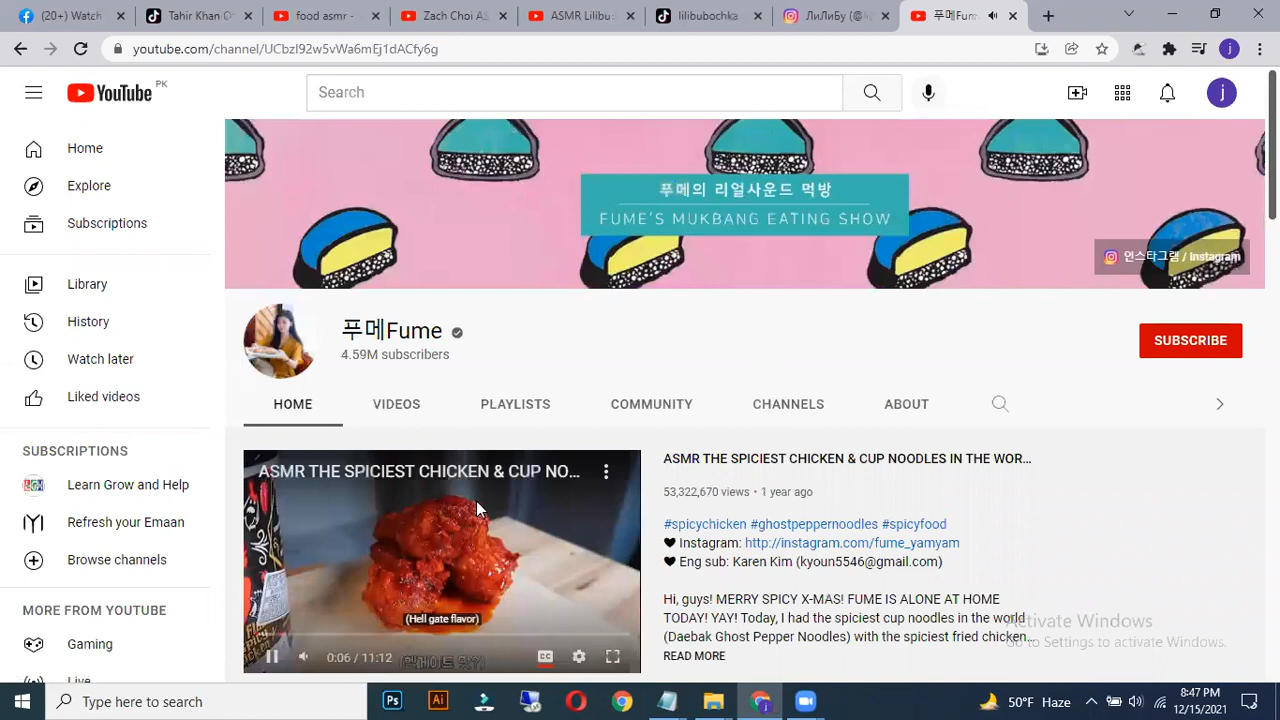 (20)
Tahir Khan O
food asmr -
Zach Choi AS
ASMR Lilibu
lilibubochka
ЛиЛиБу (@
푸메Fum
youtube.com/channel/UCbzI92w5vWa6mEj1dACfy6g
YouTube PK
Search
j
Home
Explore
Subscriptions
Library
History
Watch later
Liked videos
SUBSCRIPTIONS
Learn Grow and Help
Refresh your Emaan
Browse channels
MORE FROM YOUTUBE
Gaming
Live
푸메의 리얼사운드 먹방
FUME'S MUKBANG EATING SHOW
인스타그램 / Instagram
푸메Fume
4.59M subscribers
SUBSCRIBE
HOME VIDEOS PLAYLISTS COMMUNITY CHANNELS ABOUT
ASMR THE SPICIEST CHICKEN & CUP NO...
(Hell gate flavor)
0:06 / 11:12
ASMR THE SPICIEST CHICKEN & CUP NOODLES IN THE WOR...
53,322,670 views • 1 year ago
#spicychicken #ghostpeppernoodles #spicyfood
♥ Instagram: http://instagram.com/fume_yamyam
♥ Eng sub: Karen Kim (kyoun5546@gmail.com)
Hi, guys! MERRY SPICY X-MAS! FUME IS ALONE AT HOME
TODAY! YAY! Today, I had the spiciest cup noodles in the world
(Daebak Ghost Pepper Noodles) with the spiciest fried chicken...
READ MORE
Activate Windows
Go to Settings to activate Windows.
Type here to search
Ps
Ai
50°F Haze
8:47 PM
12/15/2021